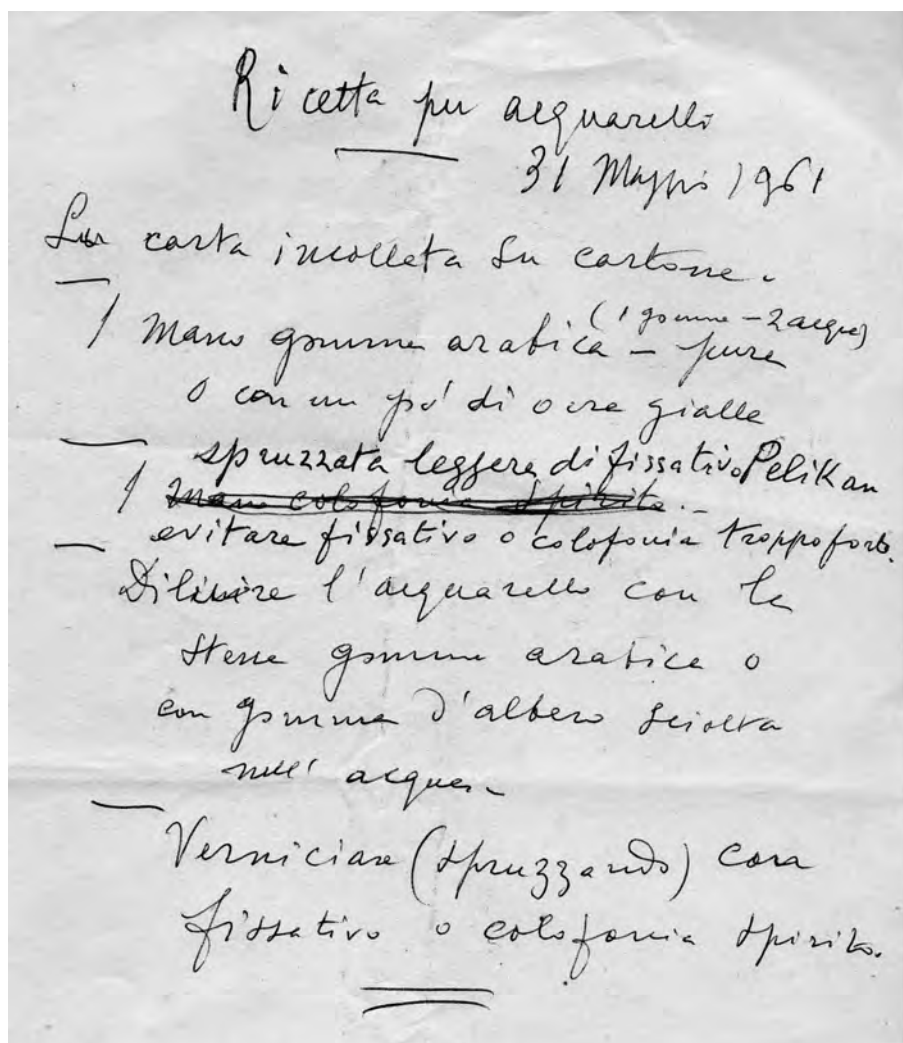 Ricetta per acquarello
31 Maggio 1961
Su carta incollata su cartone.
(1 gomma - 2 acqua)
1 mano gomma arabica - pura
o con un po' di ocra gialla
spruzzata leggera di fissativo Pelikan
1 mano colofonia spirito.-
evitare fissativo o colofonia troppo forte.
Diluire l'acquarello con la
stessa gomma arabica o
con gomma d'albero sciolta
nell' acqua.-
Verniciare (spruzzando) con
fissativo o colofonia spirito.